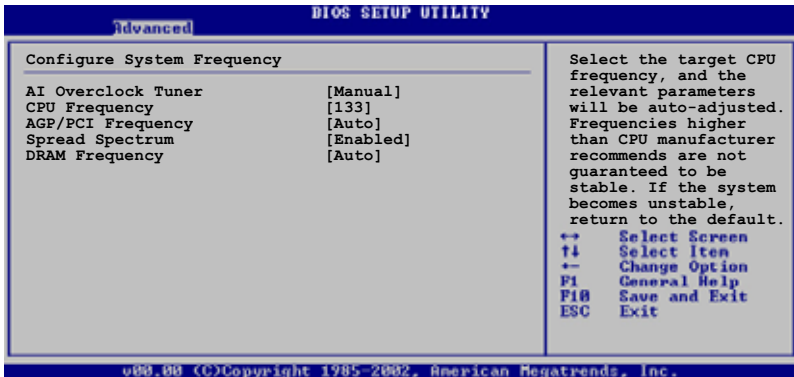 BIOS SETUP UTILITY
Advanced
Configure System Frequency
AI Overclock Tuner [Manual]
CPU Frequency [133]
AGP/PCI Frequency [Auto]
Spread Spectrum [Enabled]
DRAM Frequency [Auto]
Select the target CPU
frequency, and the
relevant parameters
will be auto-adjusted.
Frequencies higher
than CPU manufacturer
recommends are not
guaranteed to be
stable. If the system
becomes unstable,
return to the default.
↔ Select Screen
↑↓ Select Item
+- Change Option
F1 General Help
F10 Save and Exit
ESC Exit
v00.00 (C)Copyright 1985-2002, American Megatrends, Inc.